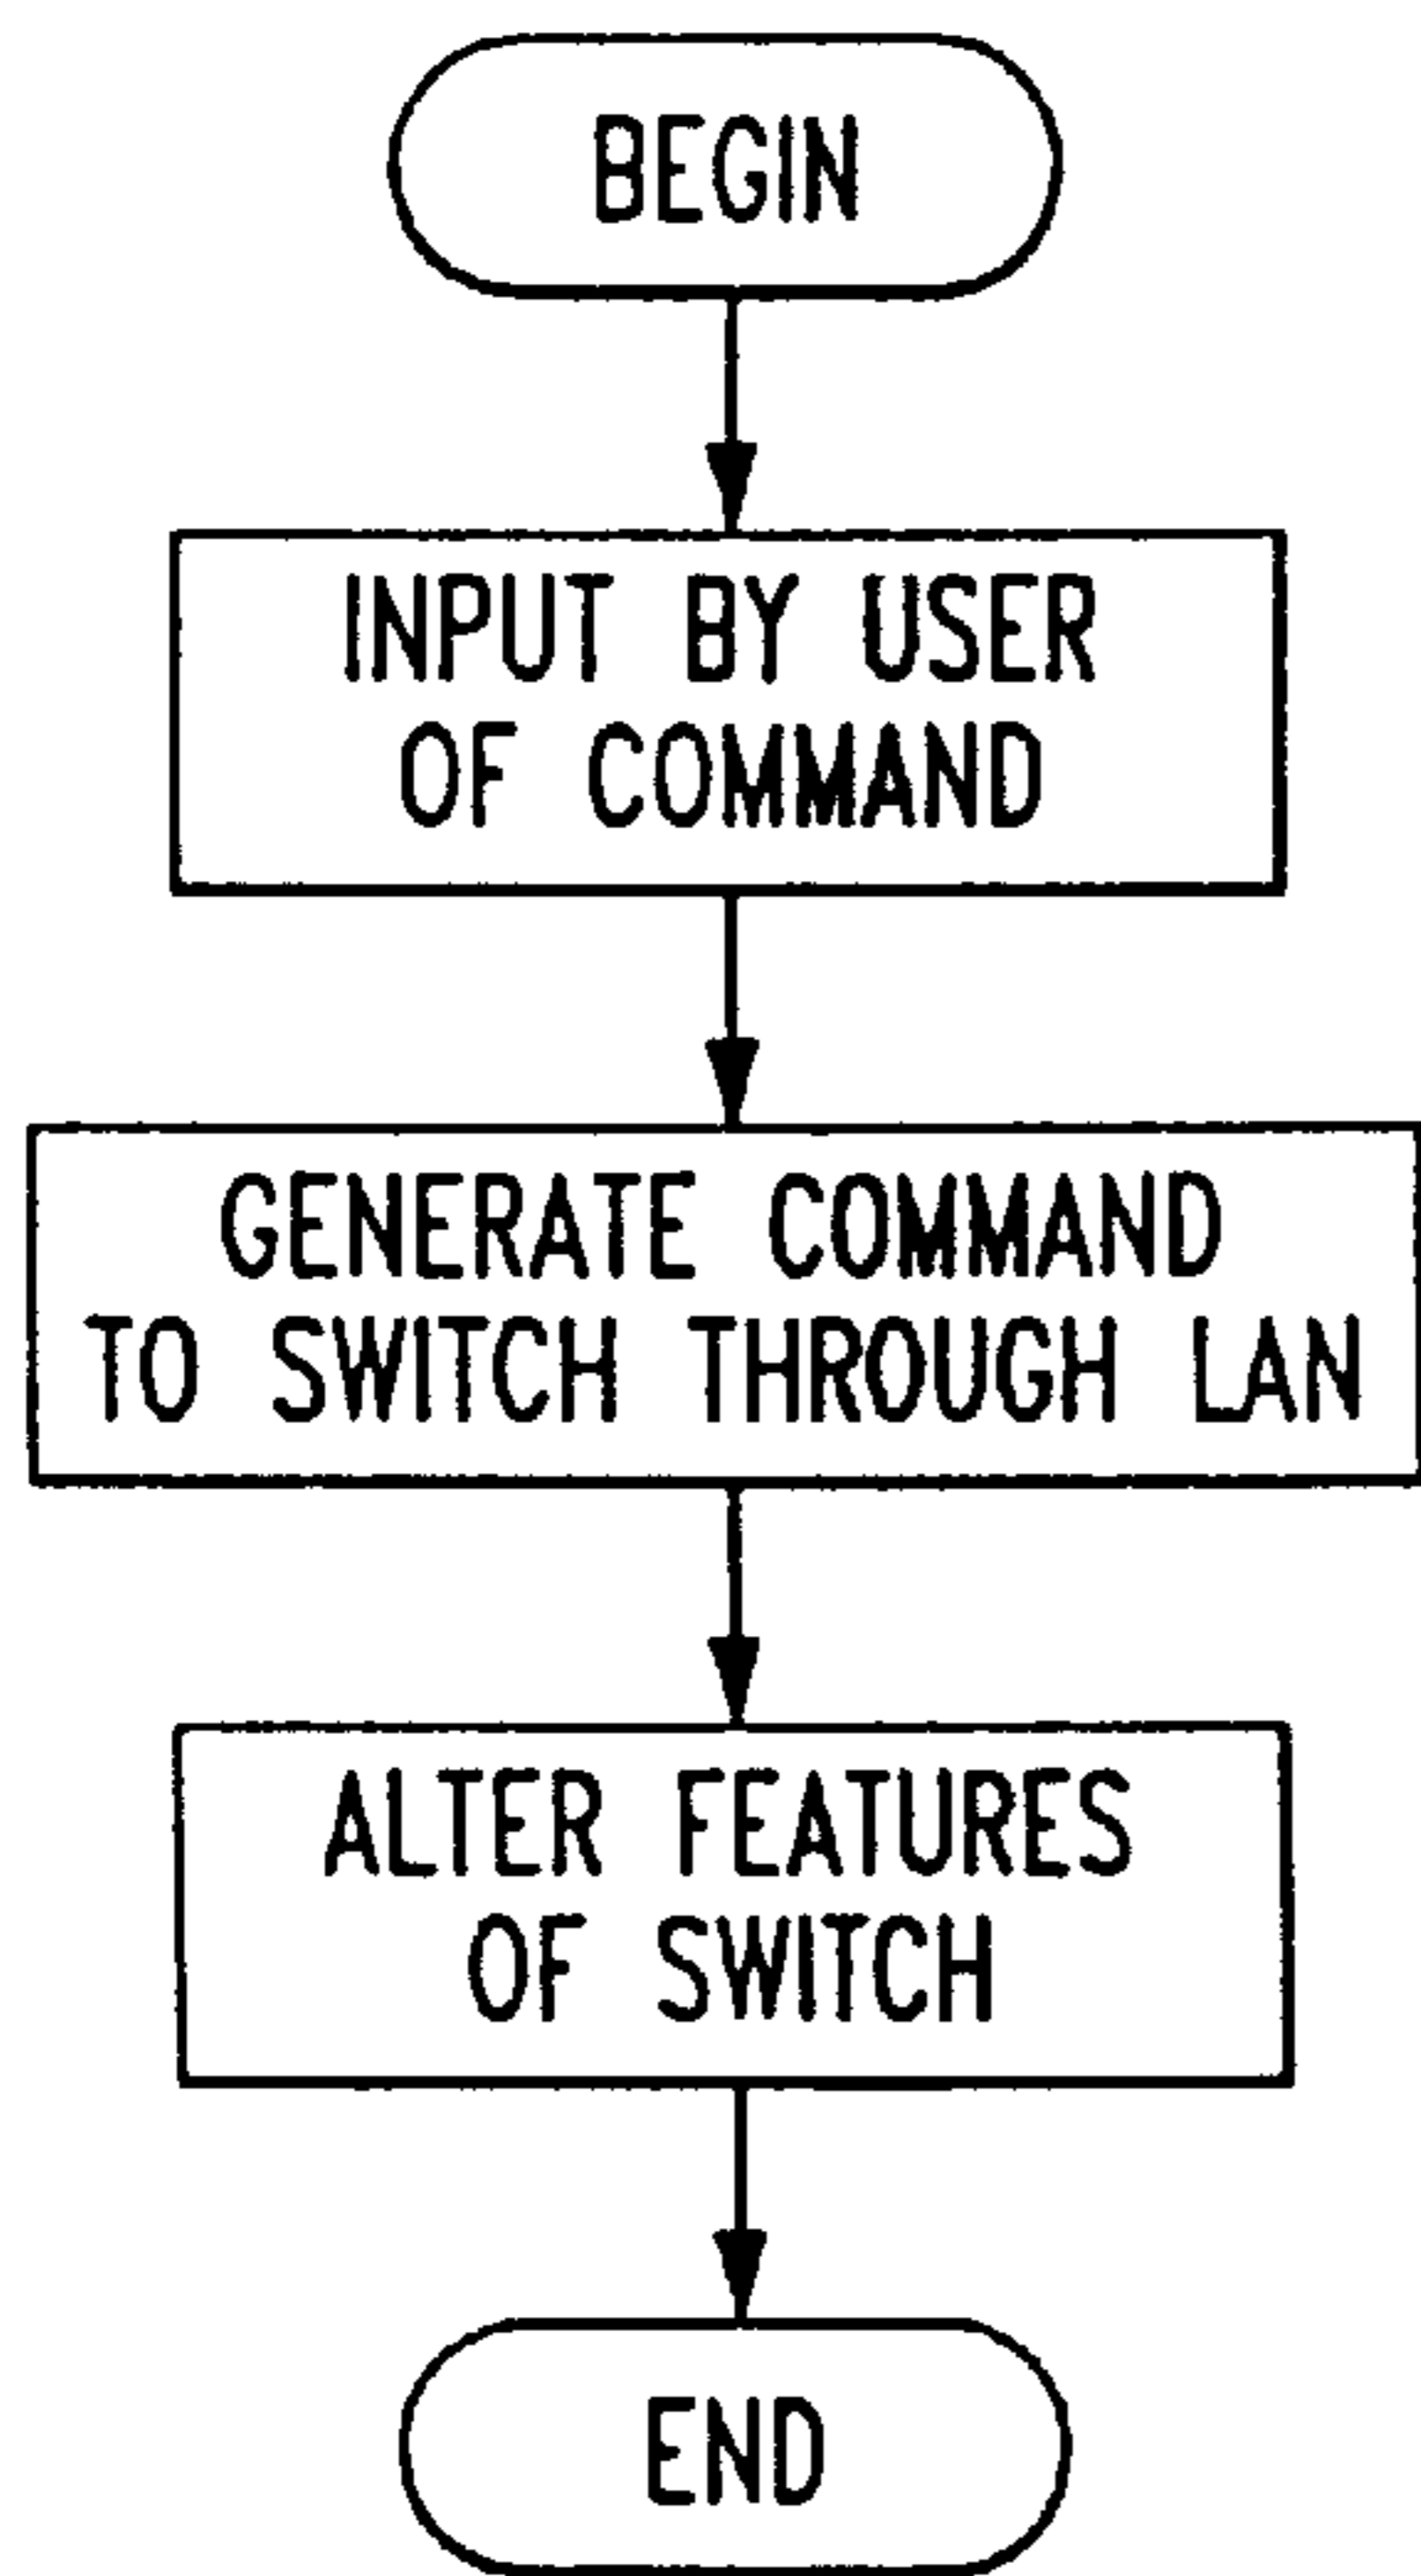 BEGIN
INPUT BY USER
OF COMMAND
GENERATE COMMAND
TO SWITCH THROUGH LAN
ALTER FEATURES
OF SWITCH
END